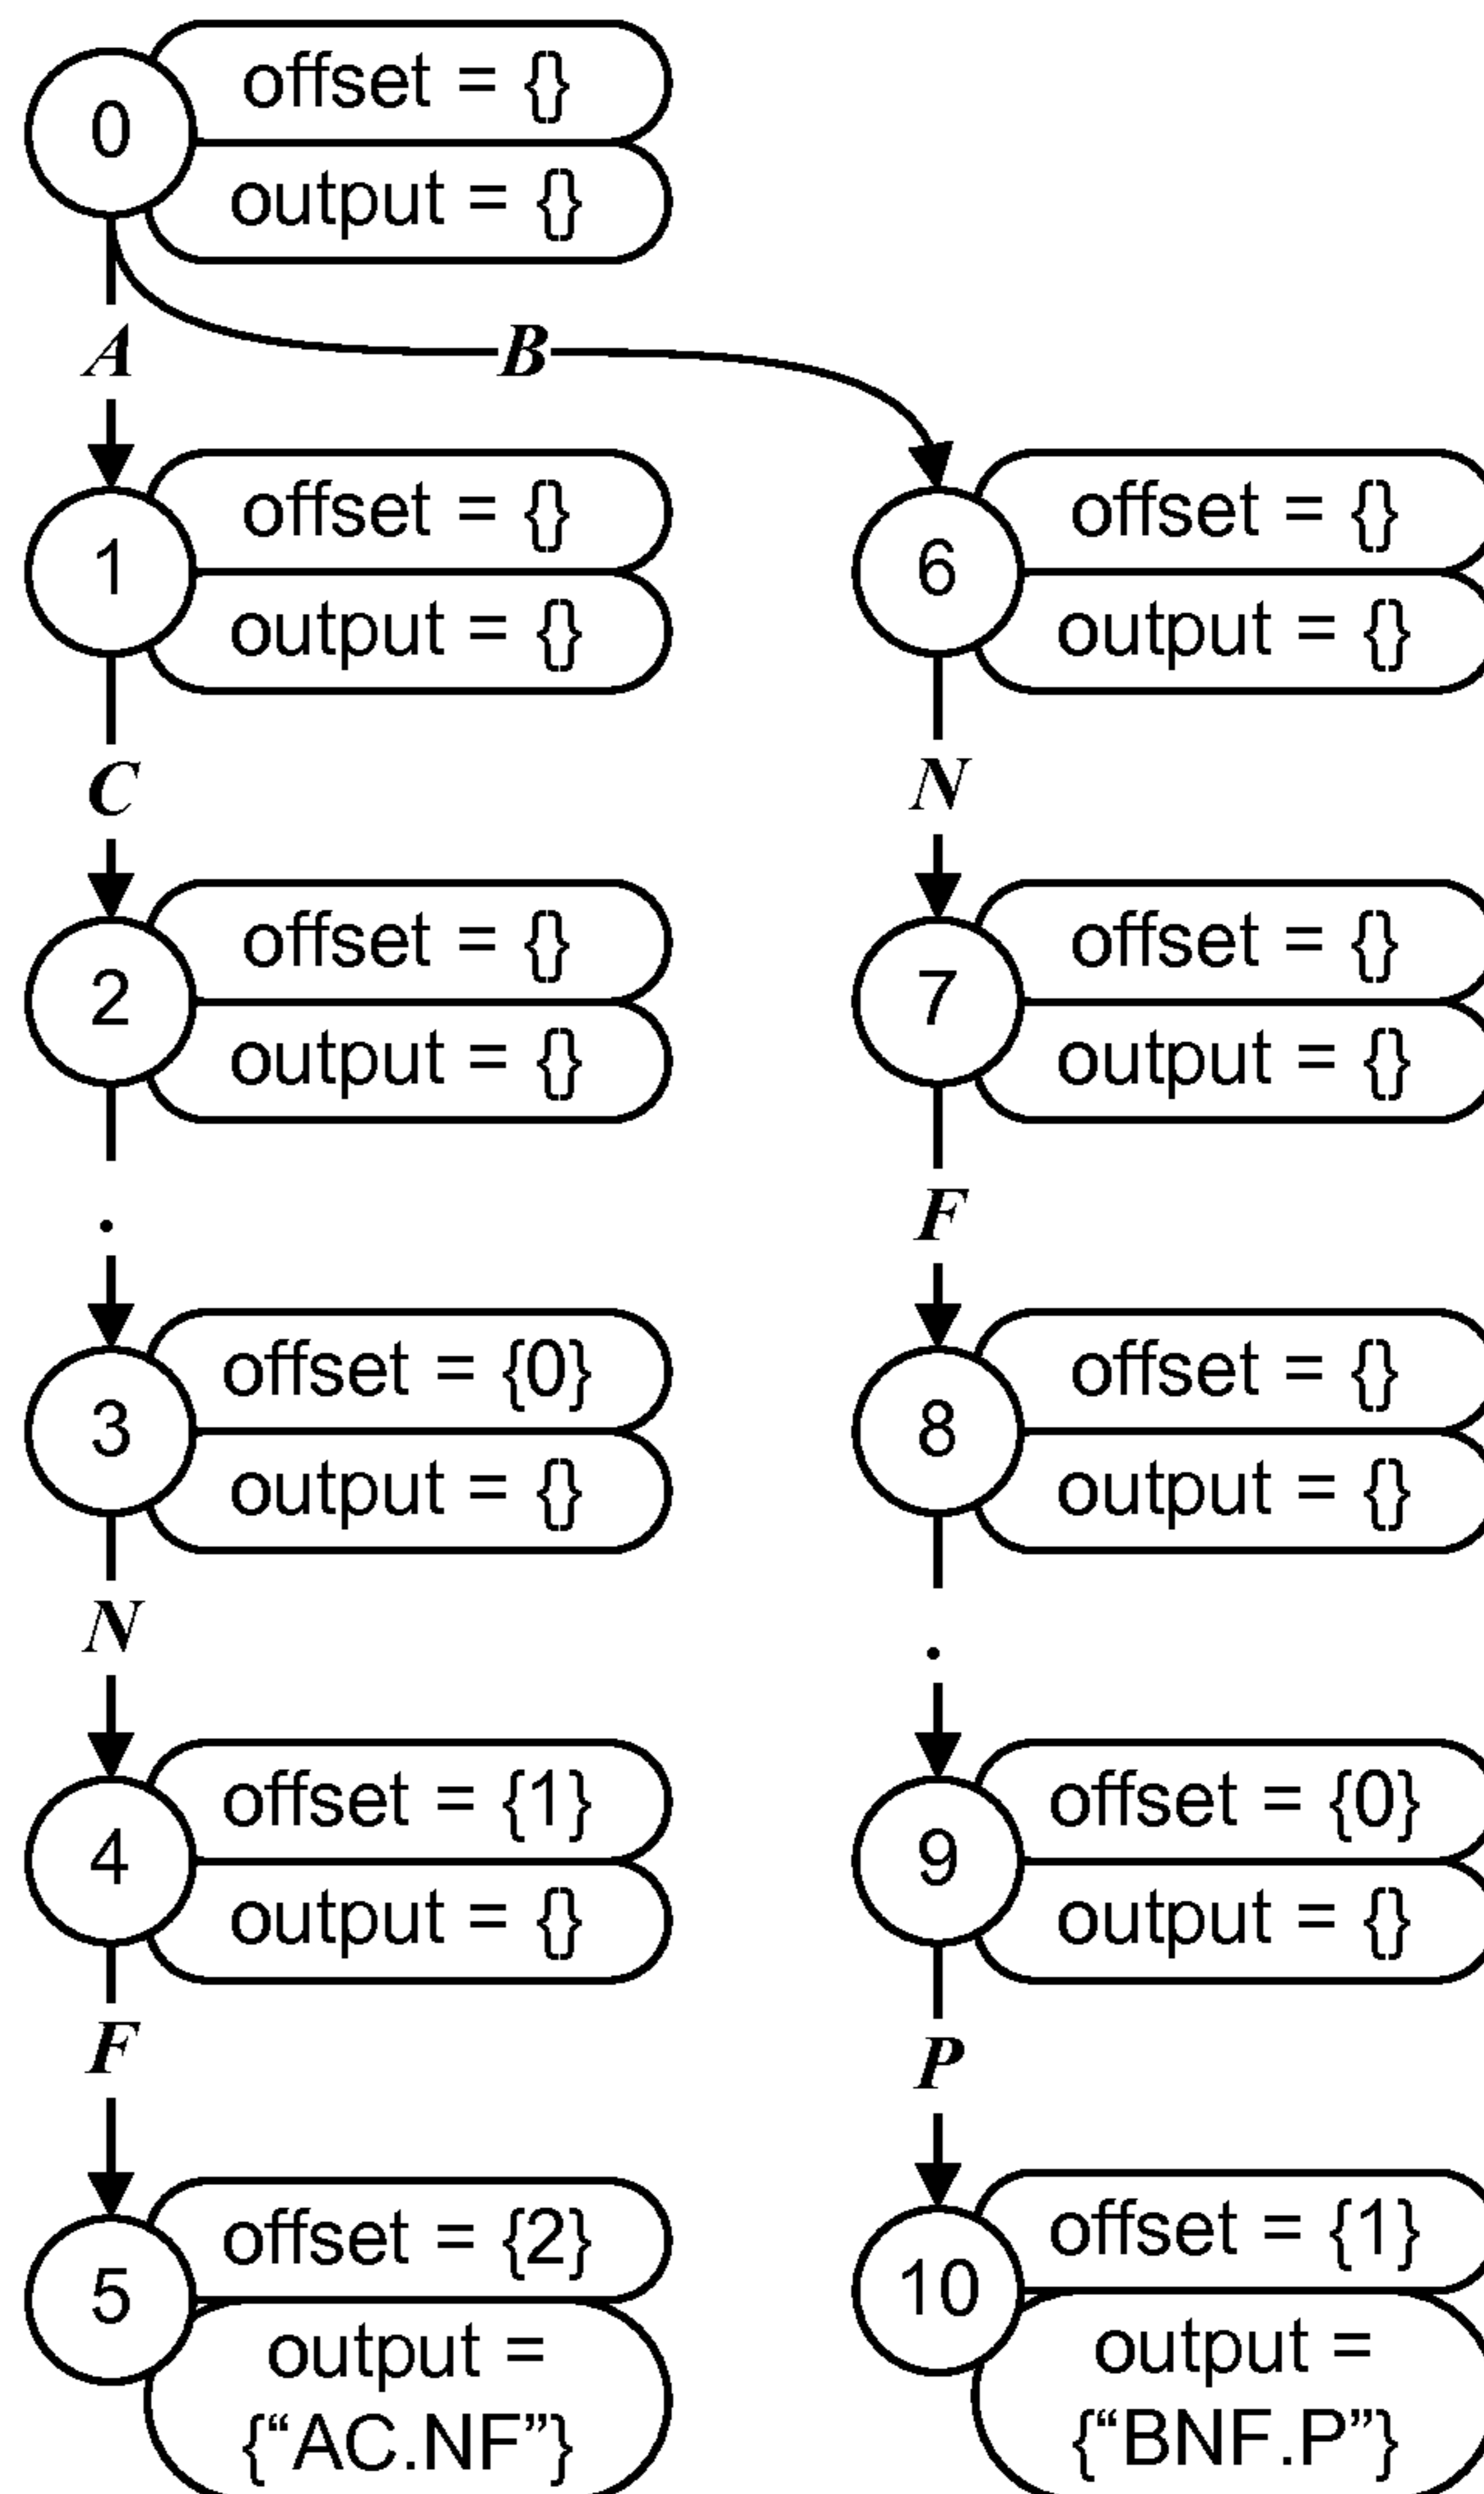 0
offset = {}
output = {}
A
B
1
offset = {}
output = {}
6
offset = {}
output = {}
C
N
2
offset = {}
output = {}
7
offset = {}
output = {}
.
F
3
offset = {0}
output = {}
8
offset = {}
output = {}
N
.
4
offset = {1}
output = {}
9
offset = {0}
output = {}
F
P
5
offset = {2}
output =
{“AC.NF”}
10
offset = {1}
output =
{“BNF.P”}